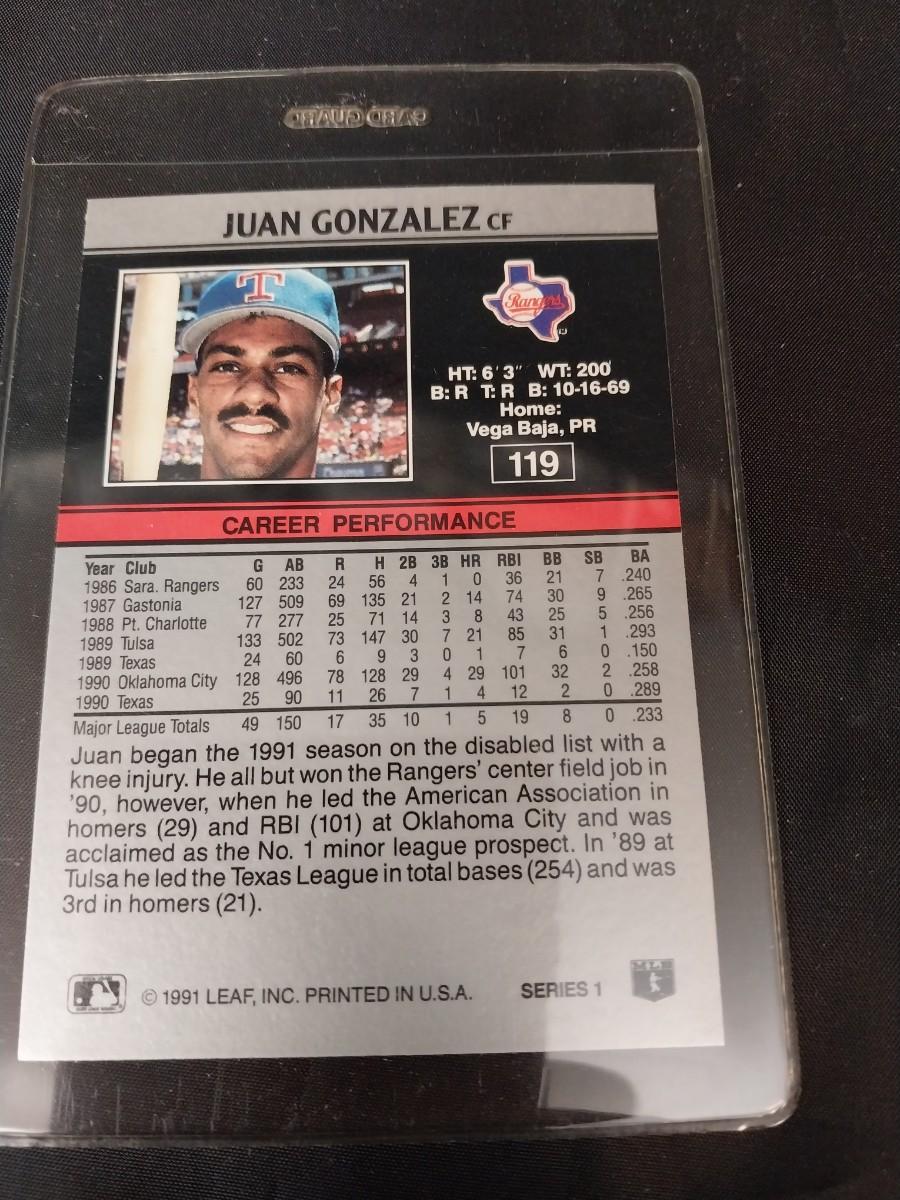 CARD GUARD
JUAN GONZALEZ CF
T
Rangers
HT: 6'3" WT: 200
B: R T: R B: 10-16-69
Home:
Vega Baja, PR
119
CAREER PERFORMANCE
Year Club G AB R H 2B 3B HR RBI BB SB BA
1986 Sara. Rangers 60 233 24 56 4 1 0 36 21 7 .240
1987 Gastonia 127 509 69 135 21 2 14 74 30 9 .265
1988 Pt. Charlotte 77 277 25 71 14 3 8 43 25 5 .256
1989 Tulsa 133 502 73 147 30 7 21 85 31 1 .293
1989 Texas 24 60 6 9 3 0 1 7 6 0 .150
1990 Oklahoma City 128 496 78 128 29 4 29 101 32 2 .258
1990 Texas 25 90 11 26 7 1 4 12 2 0 .289
Major League Totals 49 150 17 35 10 1 5 19 8 0 .233
Juan began the 1991 season on the disabled list with a
knee injury. He all but won the Rangers' center field job in
'90, however, when he led the American Association in
homers (29) and RBI (101) at Oklahoma City and was
acclaimed as the No. 1 minor league prospect. In '89 at
Tulsa he led the Texas League in total bases (254) and was
3rd in homers (21).
© 1991 LEAF, INC. PRINTED IN U.S.A. SERIES 1